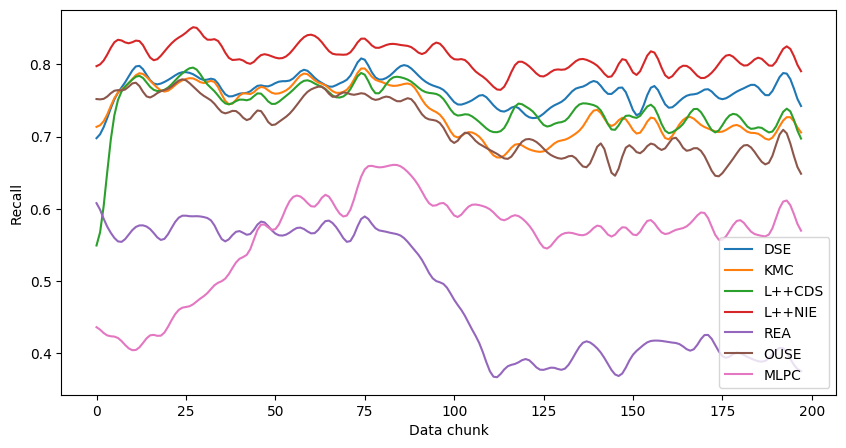 Recall
0.8
0.7
0.6
0.5
0.4
0
25
50
75
100
125
150
175
200
Data chunk
DSE
KMC
L++CDS
L++NIE
REA
OUSE
MLPC